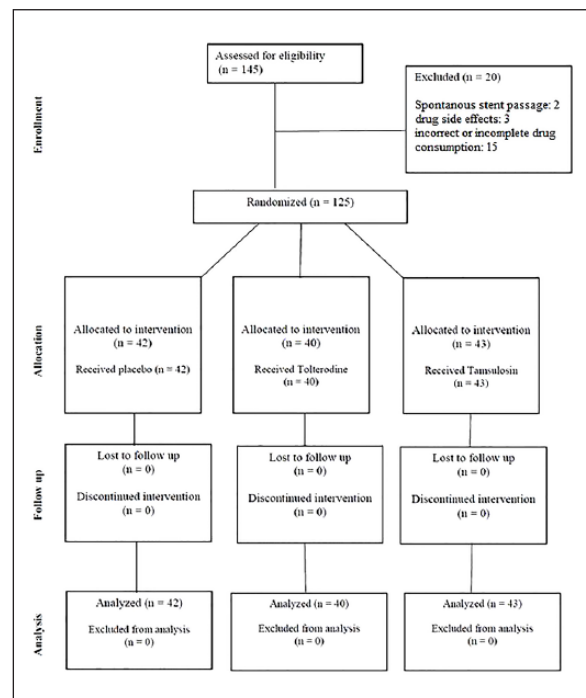 Assessed for eligibility
(n = 145)
Excluded (n = 20)
Spontanous stent passage: 2
drug side effects: 3
incorrect or incomplete drug
consumption: 15
Enrollment
Randomized (n = 125)
Allocation
Allocated to intervention
(n = 42)
Received placebo (n = 42)
Allocated to intervention
(n = 40)
Received Tolterodine
(n = 40)
Allocated to intervention
(n = 43)
Received Tamsulosin
(n = 43)
Follow up
Lost to follow up
(n = 0)
Discontinued intervention
(n = 0)
Lost to follow up
(n = 0)
Discontinued intervention
(n = 0)
Lost to follow up
(n = 0)
Discontinued intervention
(n = 0)
Analysis
Analyzed (n = 42)
Excluded from analysis
(n = 0)
Analyzed (n = 40)
Excluded from analysis
(n = 0)
Analyzed (n = 43)
Excluded from analysis
(n = 0)